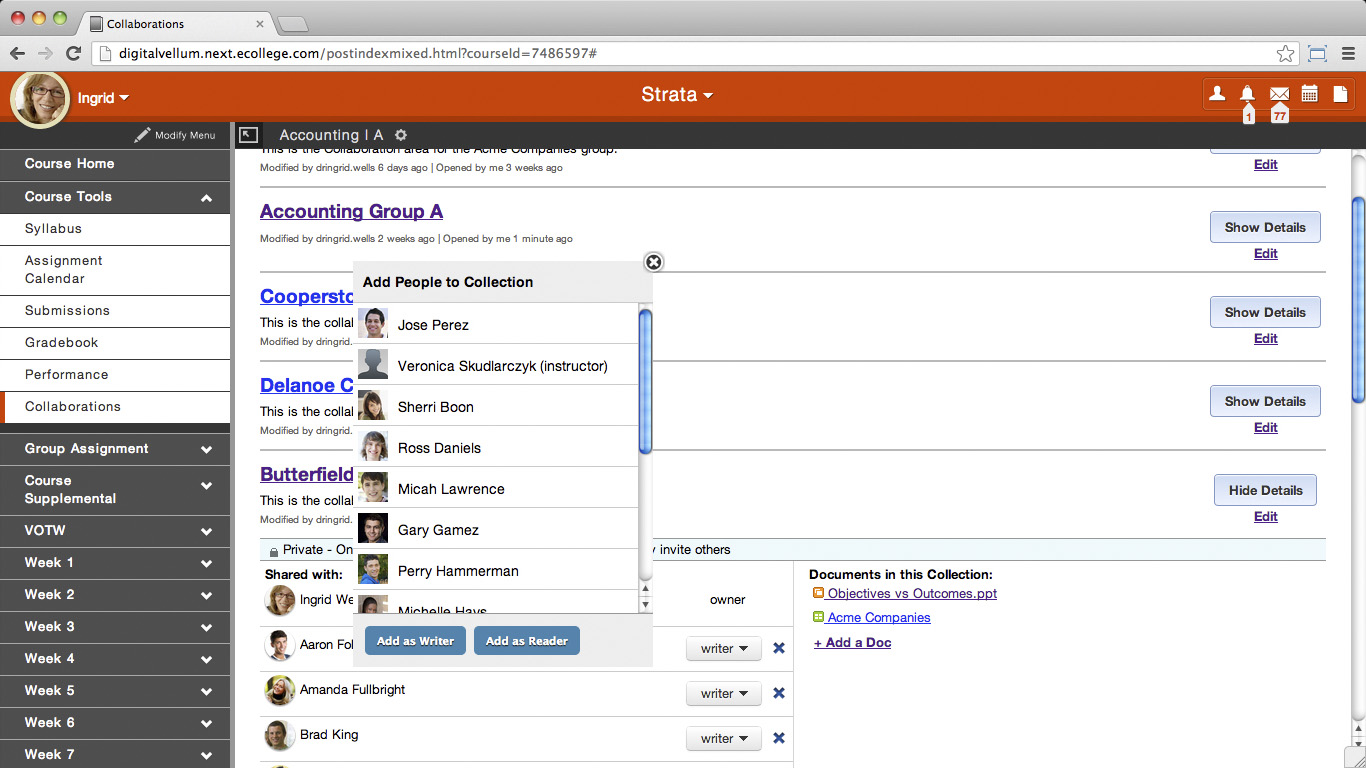 Collaborations
digitalvellum.next.ecollege.com/postindexmixed.html?courseId=7486597#
Ingrid
Strata
1
77
Modify Menu
Accounting I A
Course Home
Course Tools
Syllabus
Assignment
Calendar
Submissions
Gradebook
Performance
Collaborations
Group Assignment
Course
Supplemental
VOTW
Week 1
Week 2
Week 3
Week 4
Week 5
Week 6
Week 7
This is the Collaboration area for the Acme Companies group.
Modified by dringrid.wells 6 days ago | Opened by me 3 weeks ago
Edit
Accounting Group A
Modified by dringrid.wells 2 weeks ago | Opened by me 1 minute ago
Show Details
Edit
Cooperst
This is the colla
Modified by dringrid.
Show Details
Edit
Delanoe C
This is the colla
Modified by dringrid.
Show Details
Edit
Butterfield
This is the colla
Modified by dringrid.
Hide Details
Edit
Add People to Collection
Jose Perez
Veronica Skudlarczyk (instructor)
Sherri Boon
Ross Daniels
Micah Lawrence
Gary Gamez
Perry Hammerman
Michelle Hays
Add as Writer
Add as Reader
Private - On
y invite others
Shared with:
Ingrid We
owner
Aaron Fol
writer
Amanda Fullbright
writer
Brad King
writer
Documents in this Collection:
Objectives vs Outcomes.ppt
Acme Companies
+ Add a Doc